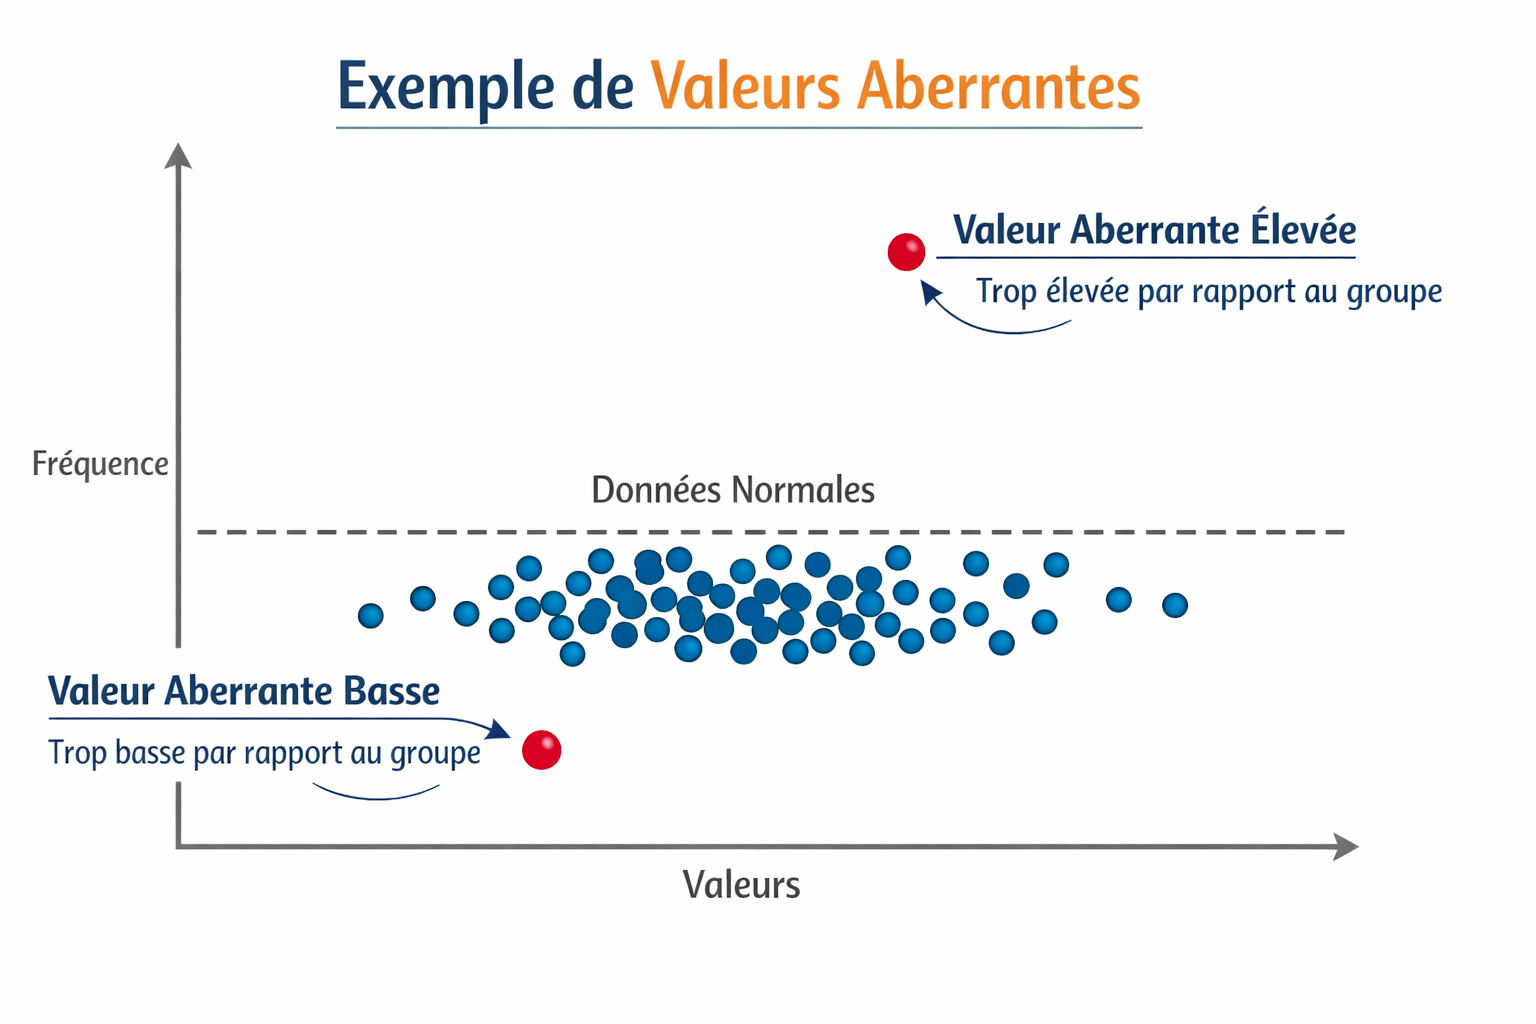 Exemple de Valeurs Aberrantes
Valeur Aberrante Élevée
Trop élevée par rapport au groupe
Fréquence
Données Normales
Valeur Aberrante Basse
Trop basse par rapport au groupe
Valeurs